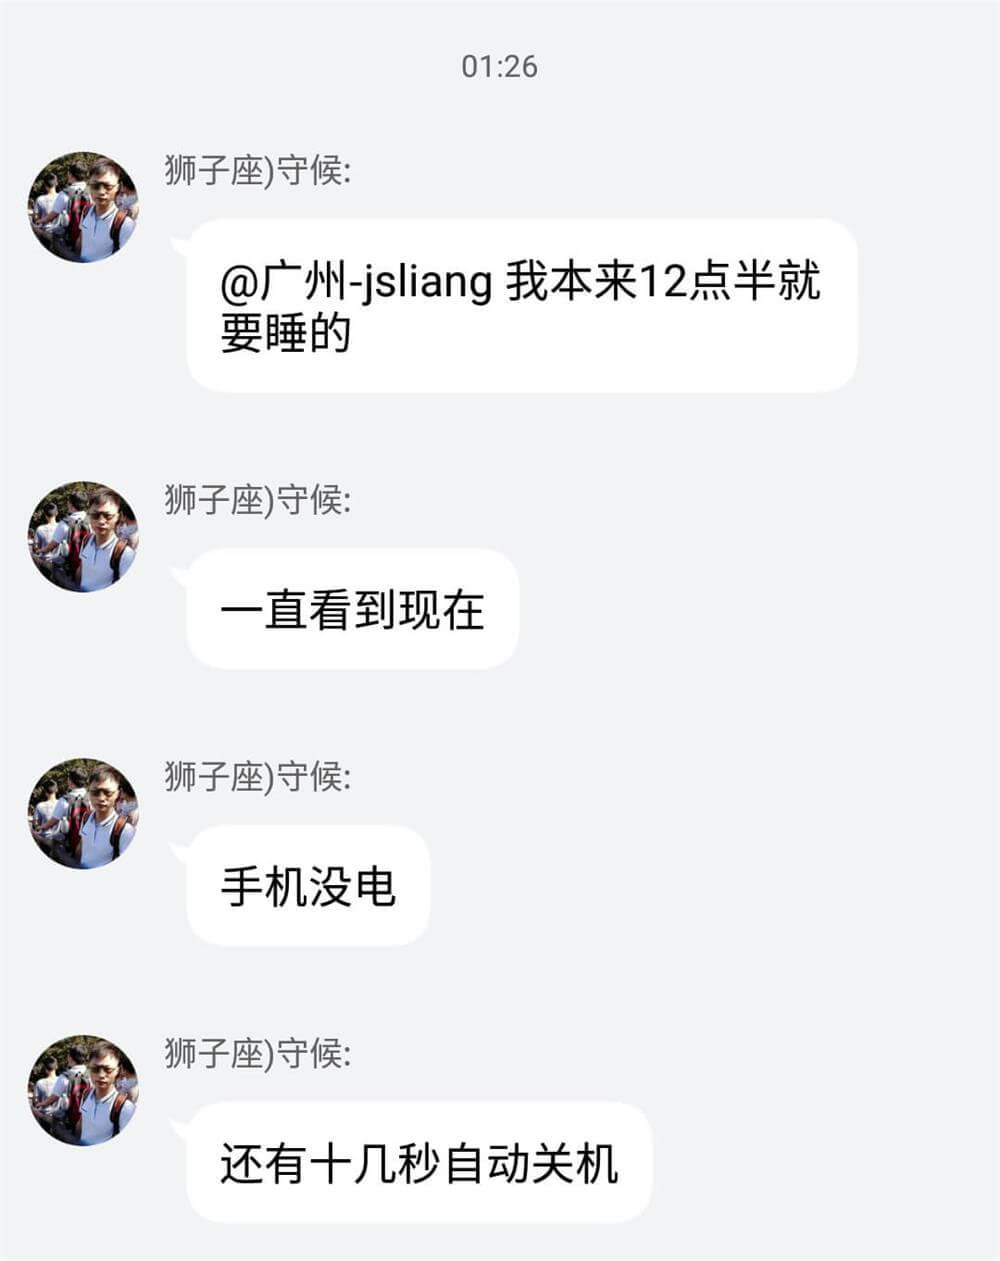 01:26
狮子座)守候:
@广州-jsliang 我本来12点半就
要睡的
狮子座)守候:
一直看到现在
狮子座)守候:
手机没电
狮子座)守候:
还有十几秒自动关机